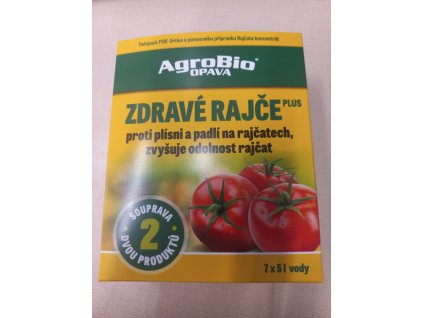 Twinpack POR: Ortiva a pomocného přípravku Rajčata koncentrát
AgroBio®
OPAVA
ZDRAVÉ RAJČE PLUS
proti plísni a padlí na rajčatech,
zvyšuje odolnost rajčat
SOUPRAVA
2
DVOU PRODUKTŮ
7 x 5 l vody